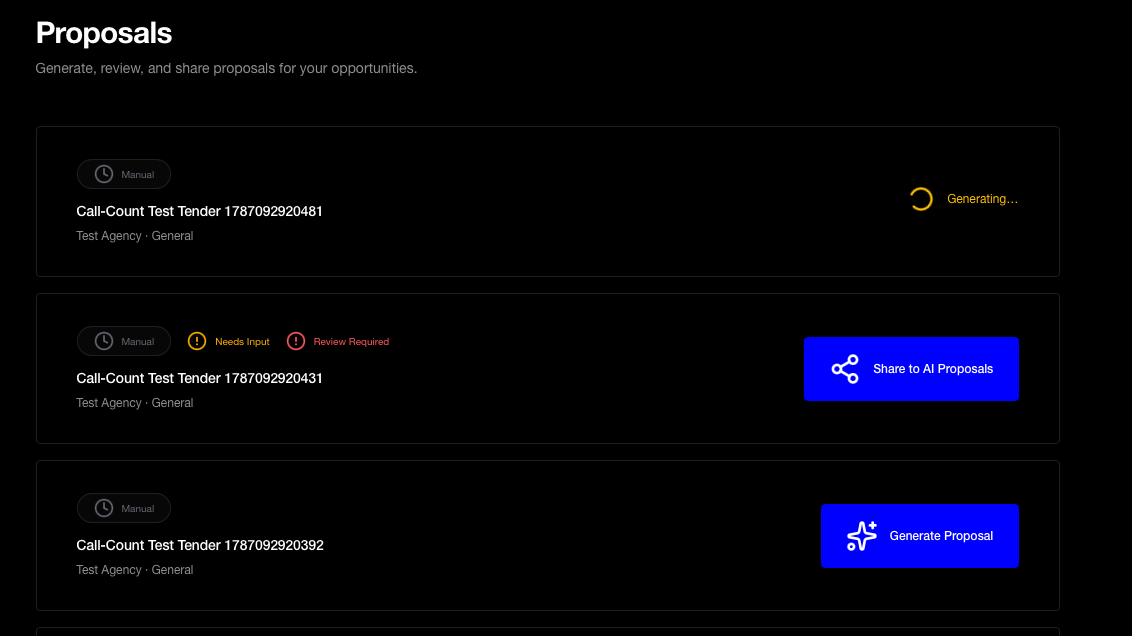 Proposals
Generate, review, and share proposals for your opportunities.
Manual
Call-Count Test Tender 1787092920481
Test Agency · General
Generating…
Manual Needs Input Review Required
Call-Count Test Tender 1787092920431
Test Agency · General
Share to AI Proposals
Manual
Call-Count Test Tender 1787092920392
Test Agency · General
Generate Proposal